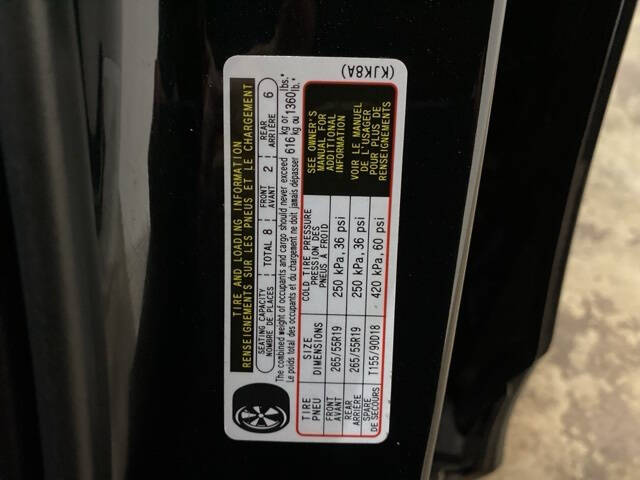 TIRE AND LOADING INFORMATION
RENSEIGNEMENTS SUR LES PNEUS ET LE CHARGEMENT
SEATING CAPACITY
NOMBRE DE PLACES
TOTAL 8
FRONT
AVANT
2
REAR
ARRIÈRE
6
The combined weight of occupants and cargo should never exceed 616 kg or 1360 lbs.*
Le poids total des occupants et du chargement ne doit jamais dépasser 616 kg ou 1360 lb.*
TIRE
PNEU
SIZE
DIMENSIONS
COLD TIRE PRESSURE
PRESSION DES
PNEUS A FROID
SEE OWNER'S
MANUAL FOR
ADDITIONAL
INFORMATION
VOIR LE MANUEL
DE L'USAGER
POUR PLUS DE
RENSEIGNEMENTS
FRONT
AVANT
265/55R19
250 kPa, 36 psi
REAR
ARRIÈRE
265/55R19
250 kPa, 36 psi
SPARE
DE SECOURS
T155/90D18
420 kPa, 60 psi
(KJK8A)